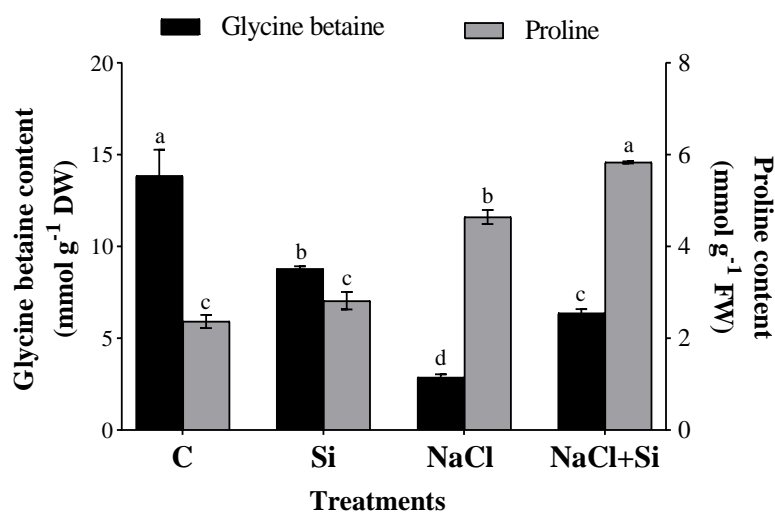 Glycine betaine
Proline
Glycine betaine content
(mmol g⁻¹ DW)
20
15
10
5
0
a
c
b
c
d
b
c
a
8
6
4
2
0
Proline content
(mmol g⁻¹ FW)
C
Si
NaCl
NaCl+Si
Treatments